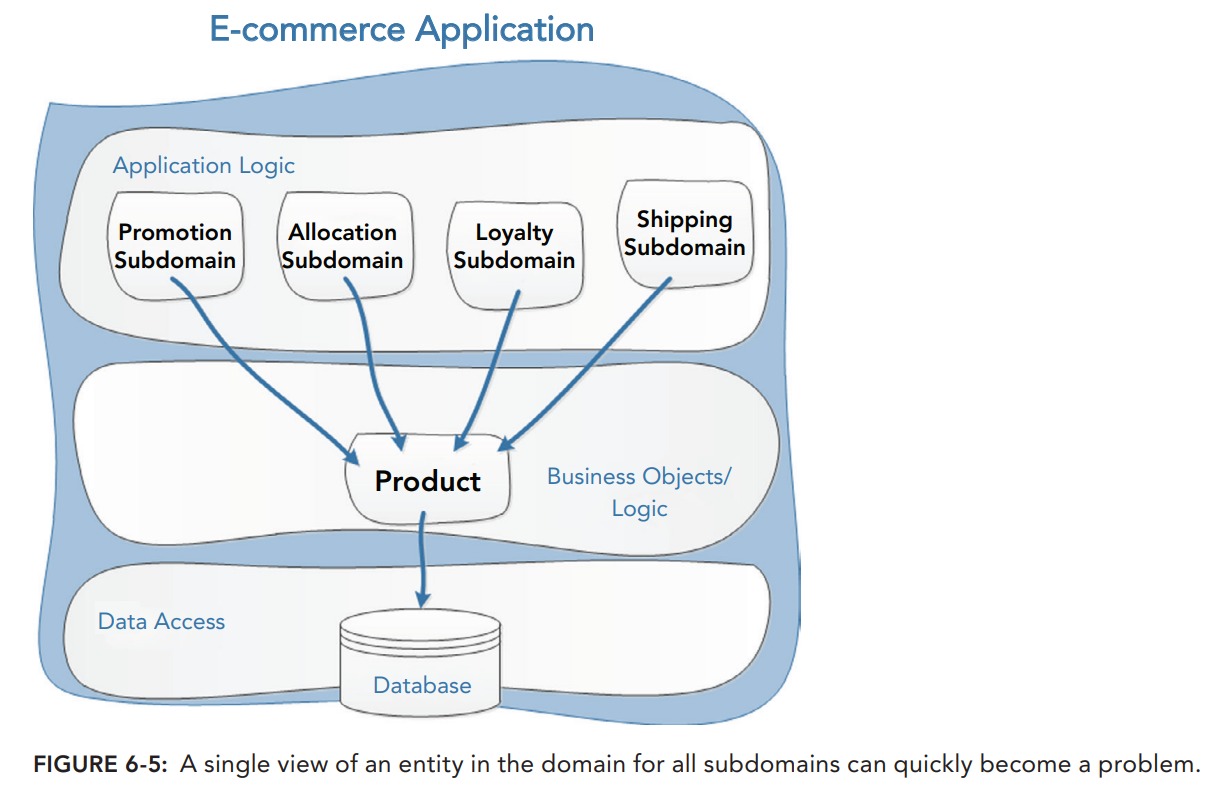 E-commerce Application
Application Logic
Promotion
Subdomain
Allocation
Subdomain
Loyalty
Subdomain
Shipping
Subdomain
Product
Business Objects/
Logic
Data Access
Database
FIGURE 6-5: A single view of an entity in the domain for all subdomains can quickly become a problem.